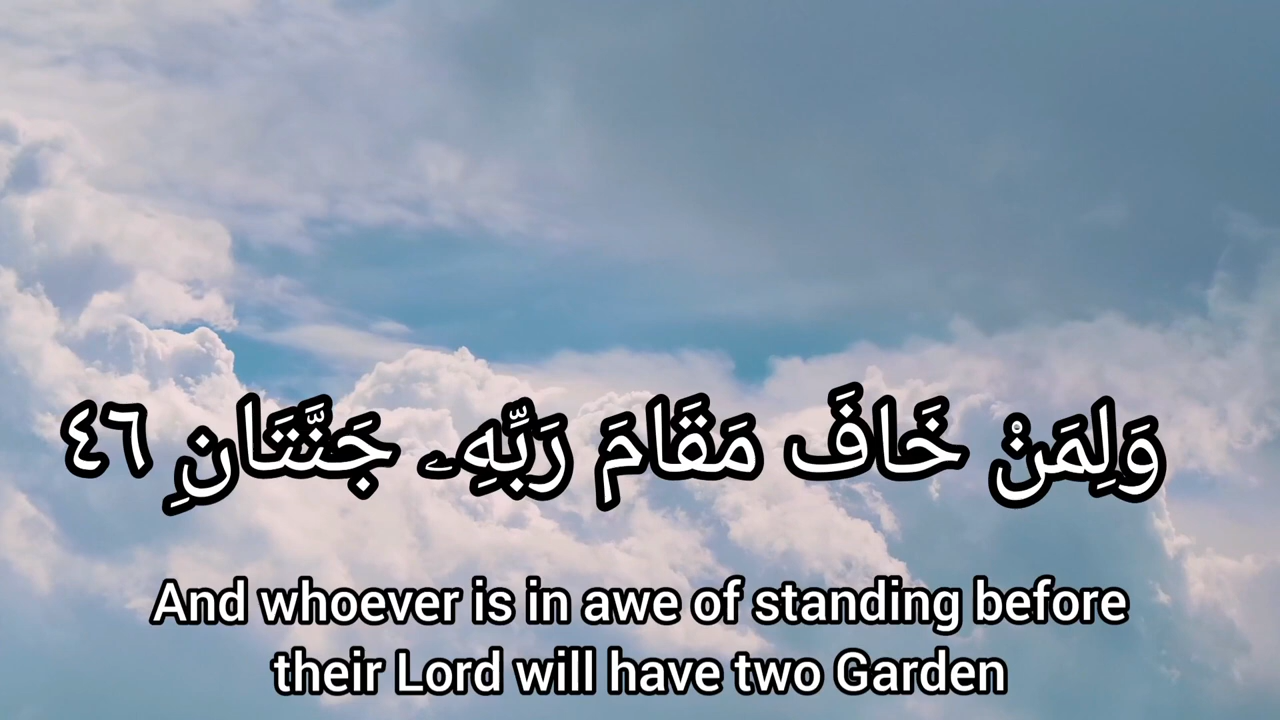 وَلِمَنْ خَافَ مَقَامَ رَبِّهِۦ جَنَّتَانِ ٤٦
And whoever is in awe of standing before
their Lord will have two Garden